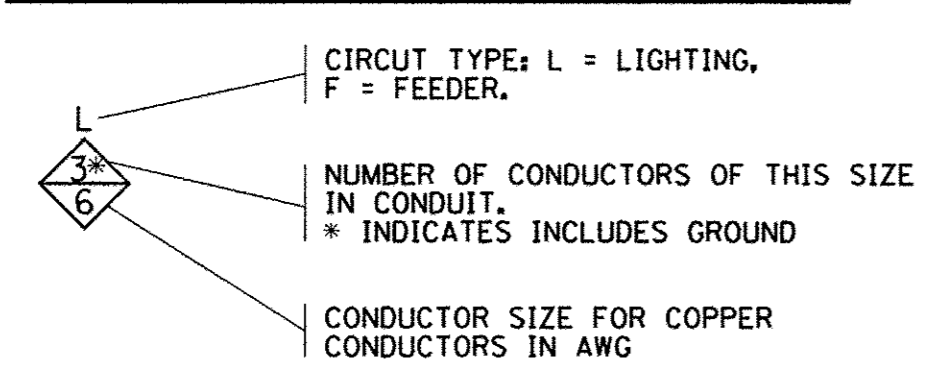 CIRCUT TYPE: L = LIGHTING,
F = FEEDER.
L
3*
6
NUMBER OF CONDUCTORS OF THIS SIZE
IN CONDUIT.
* INDICATES INCLUDES GROUND
CONDUCTOR SIZE FOR COPPER
CONDUCTORS IN AWG